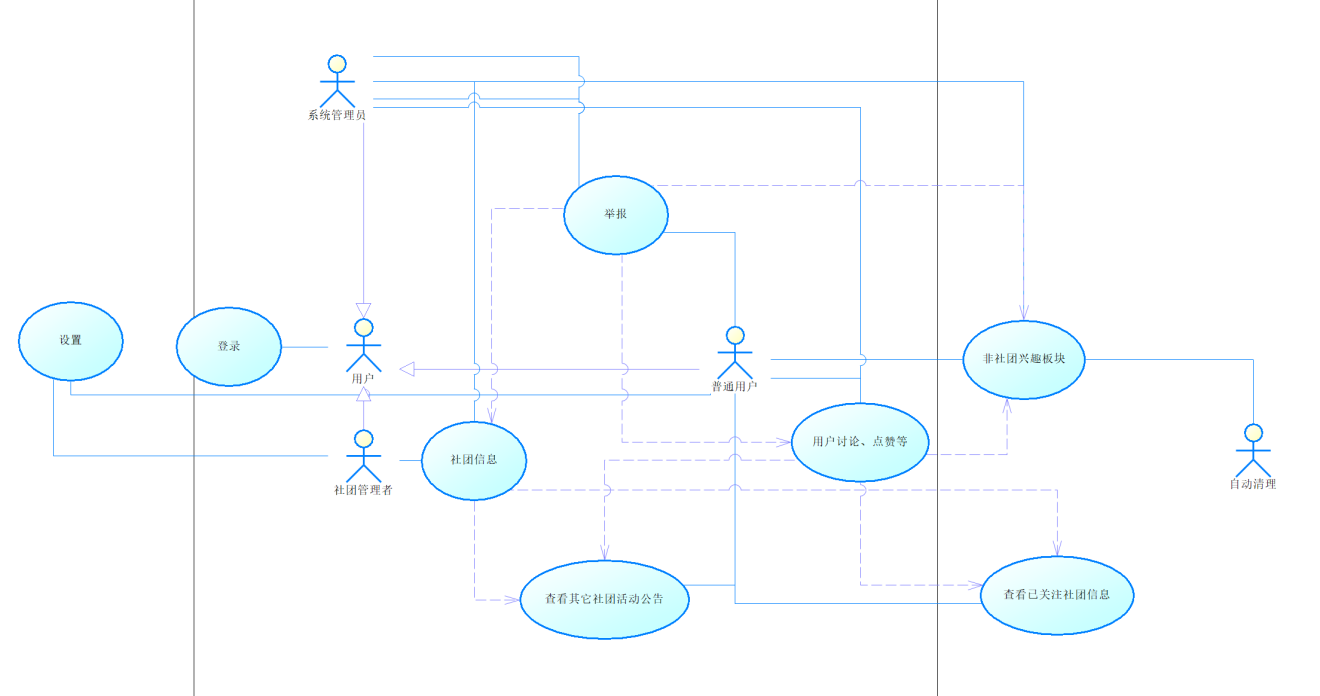 系统管理员
举报
设置
登录
用户
普通用户
非社团兴趣板块
用户讨论、点赞等
社团信息
社团管理者
自动清理
查看其它社团活动公告
查看已关注社团信息